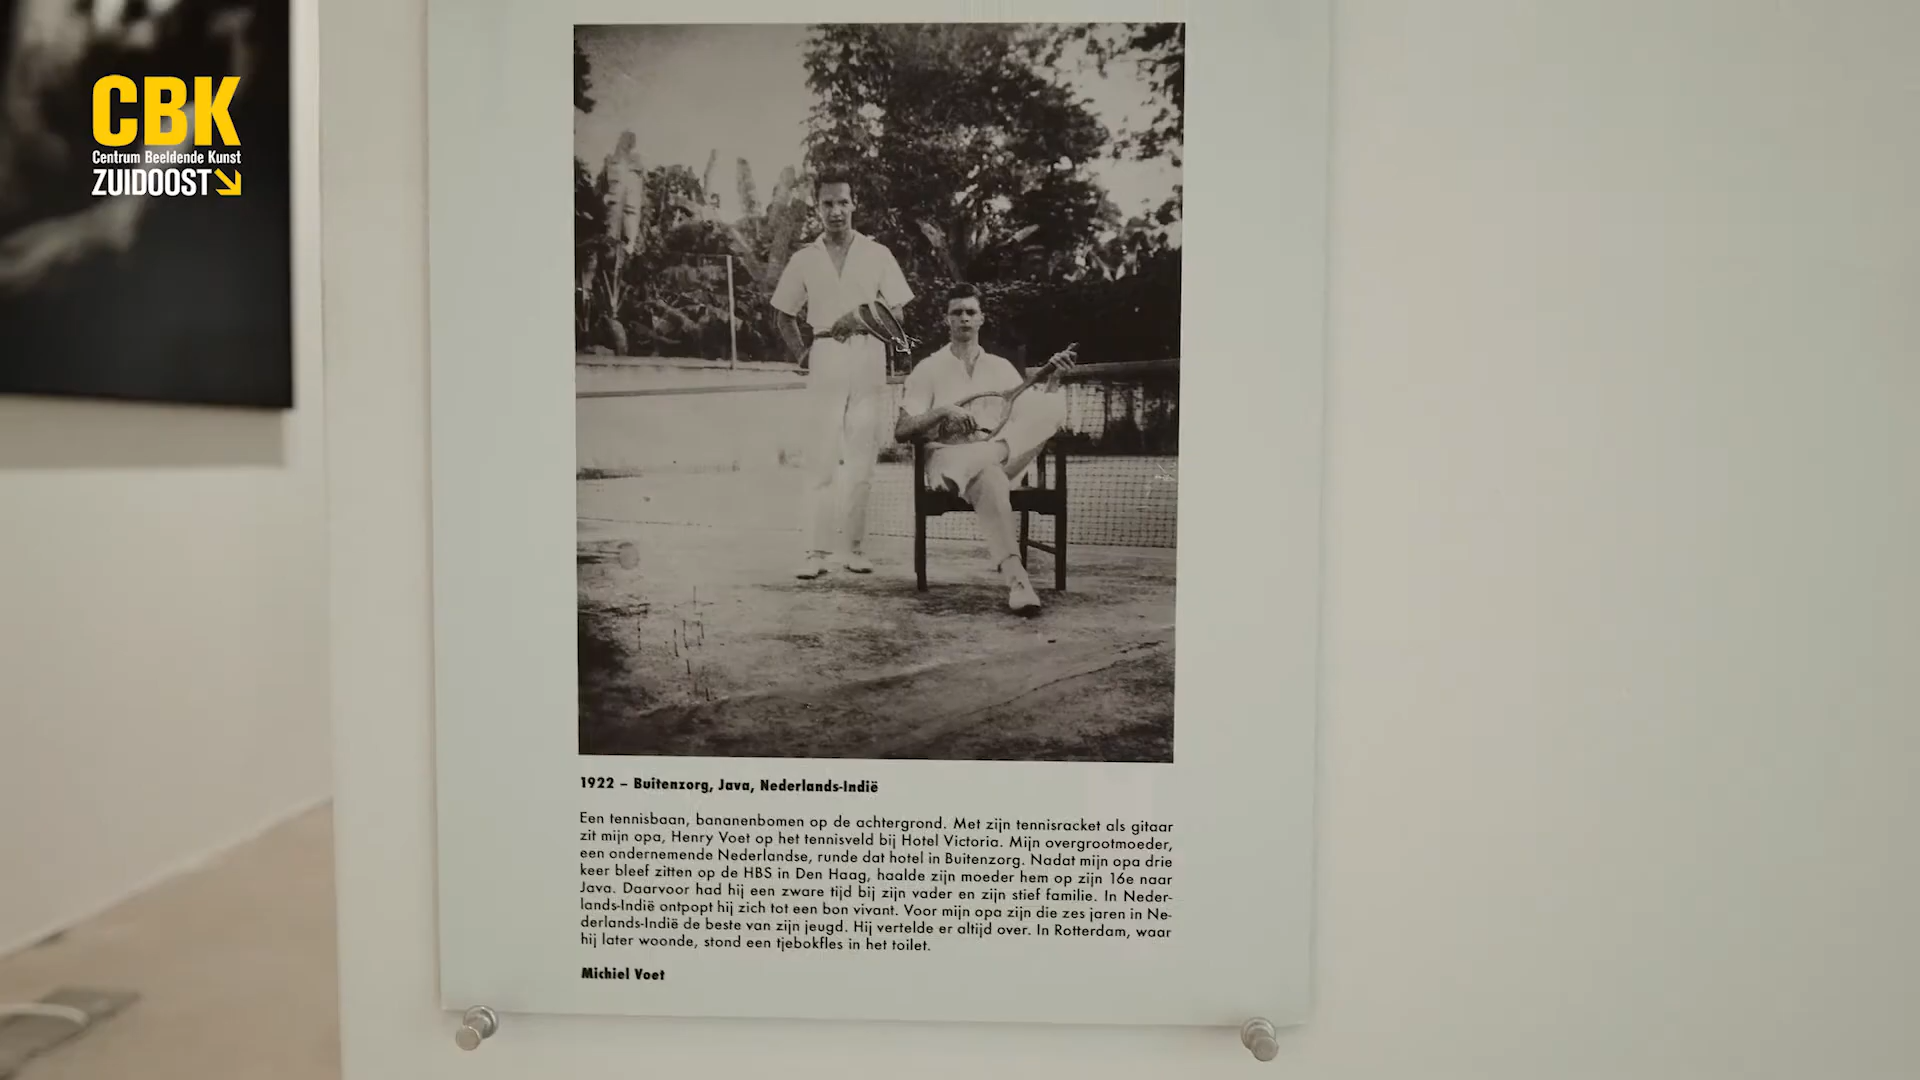 CBK
Centrum Beeldende Kunst
ZUIDOOST
1922 – Buitenzorg, Java, Nederlands-Indië
Een tennisbaan, bananenbomen op de achtergrond. Met zijn tennisracket als gitaar
zit mijn opa, Henry Voet op het tennisveld bij Hotel Victoria. Mijn overgrootmoeder,
een ondernemende Nederlandse, runde dat hotel in Buitenzorg. Nadat mijn opa drie
keer bleef zitten op de HBS in Den Haag, haalde zijn moeder hem op zijn 16e naar
Java. Daarvoor had hij een zware tijd bij zijn vader en zijn stief familie. In Neder-
lands-Indië ontpopt hij zich tot een bon vivant. Voor mijn opa zijn die zes jaren in Ne-
derlands-Indië de beste van zijn jeugd. Hij vertelde er altijd over. In Rotterdam, waar
hij later woonde, stond een tjebokfles in het toilet.
Michiel Voet